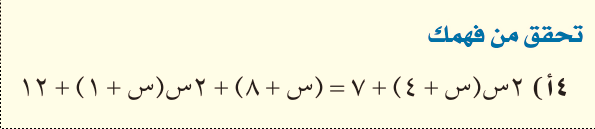 تحقق من فهمك
٤أ) ٢س(س + ٤) + ٧ = (س + ٨) + ٢س(س + ١) + ١٢